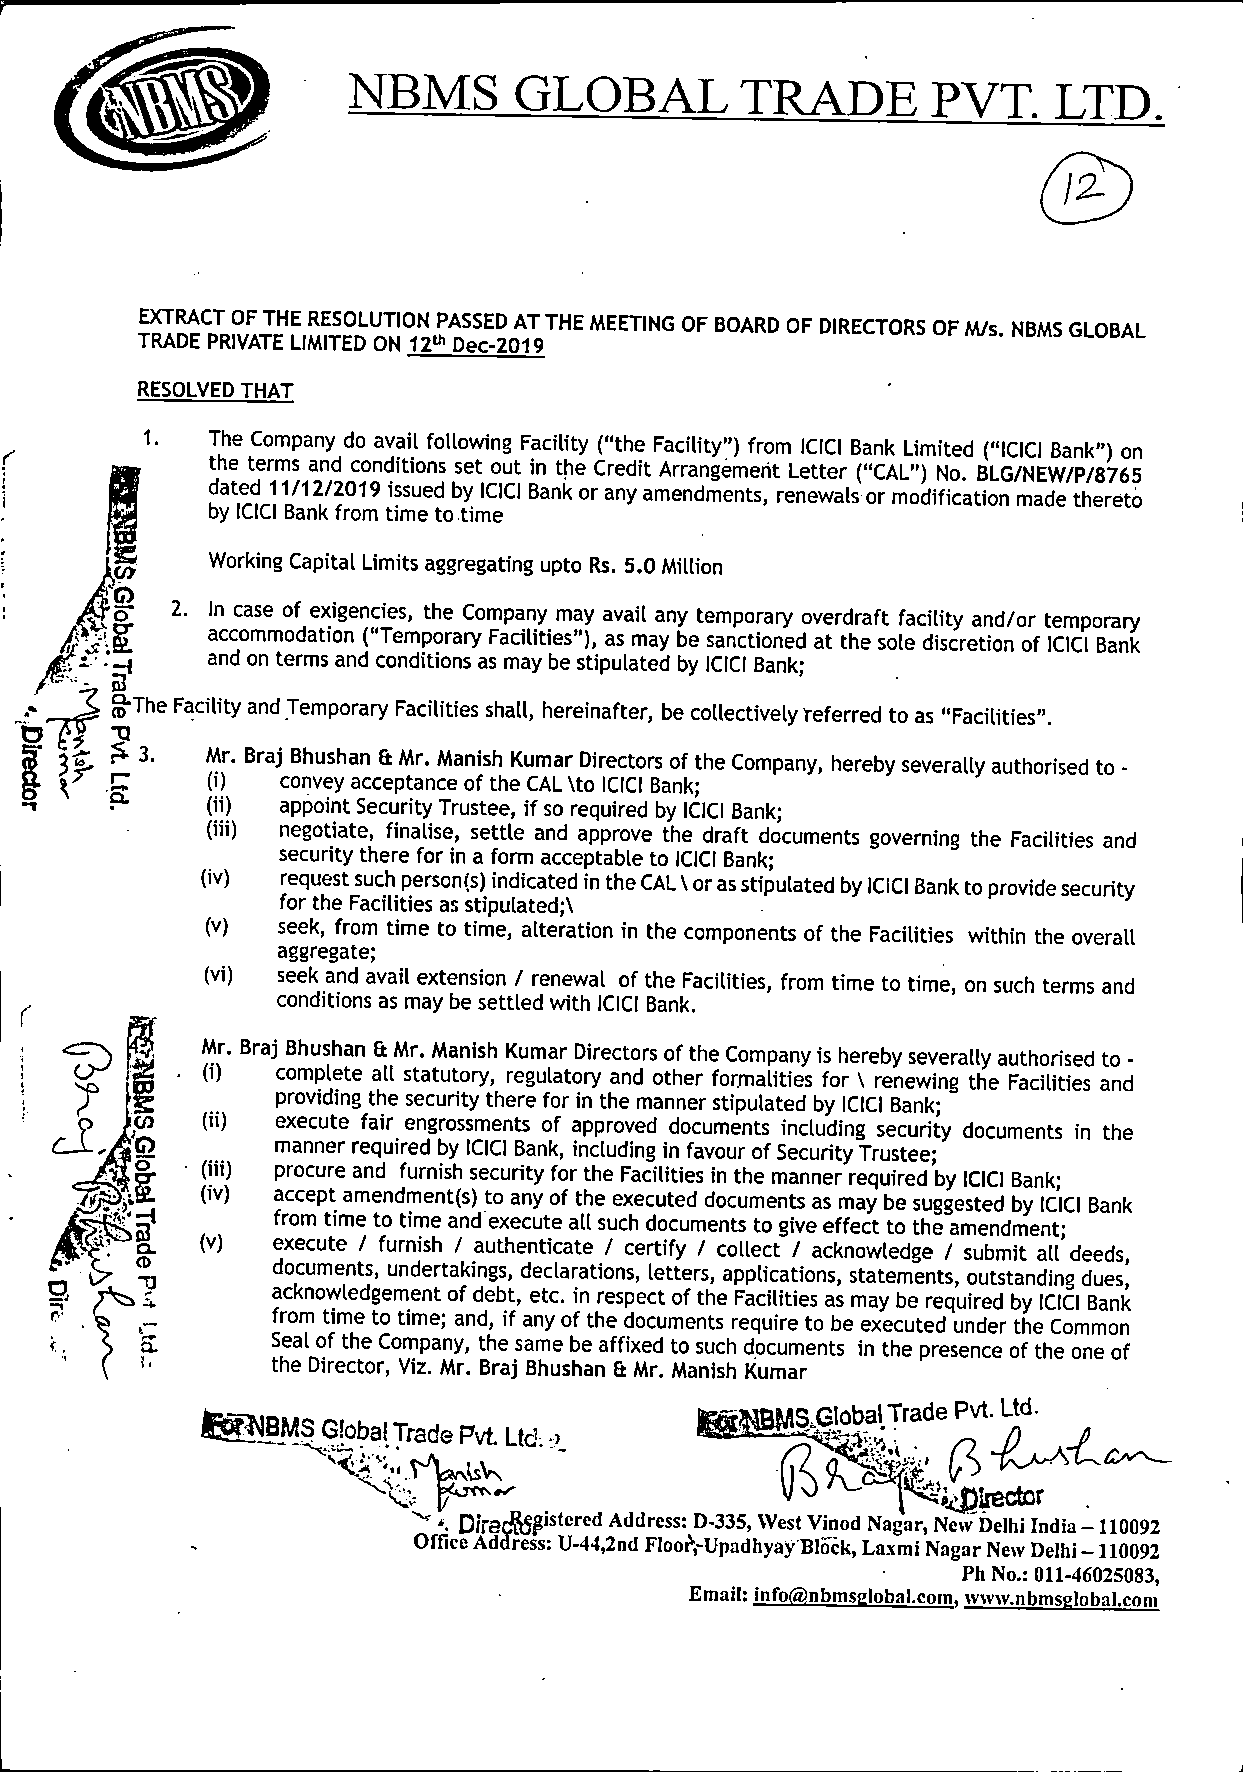 NBMS
NBMS GLOBAL TRADE PVT. LTD.
12
EXTRACT OF THE RESOLUTION PASSED AT THE MEETING OF BOARD OF DIRECTORS OF M/s. NBMS GLOBAL
TRADE PRIVATE LIMITED ON 12th Dec-2019
RESOLVED THAT
1. The Company do avail following Facility ("the Facility") from ICICI Bank Limited ("ICICI Bank") on
the terms and conditions set out in the Credit Arrangement Letter ("CAL") No. BLG/NEW/P/8765
dated 11/12/2019 issued by ICICI Bank or any amendments, renewals or modification made thereto
by ICICI Bank from time to time
Working Capital Limits aggregating upto Rs. 5.0 Million
2. In case of exigencies, the Company may avail any temporary overdraft facility and/or temporary
accommodation ("Temporary Facilities"), as may be sanctioned at the sole discretion of ICICI Bank
and on terms and conditions as may be stipulated by ICICI Bank;
The Facility and Temporary Facilities shall, hereinafter, be collectively referred to as "Facilities".
3. Mr. Braj Bhushan & Mr. Manish Kumar Directors of the Company, hereby severally authorised to -
(i) convey acceptance of the CAL \to ICICI Bank;
(ii) appoint Security Trustee, if so required by ICICI Bank;
(iii) negotiate, finalise, settle and approve the draft documents governing the Facilities and
security there for in a form acceptable to ICICI Bank;
(iv) request such person(s) indicated in the CAL \ or as stipulated by ICICI Bank to provide security
for the Facilities as stipulated;\
(v) seek, from time to time, alteration in the components of the Facilities within the overall
aggregate;
(vi) seek and avail extension / renewal of the Facilities, from time to time, on such terms and
conditions as may be settled with ICICI Bank.
Mr. Braj Bhushan & Mr. Manish Kumar Directors of the Company is hereby severally authorised to -
(i) complete all statutory, regulatory and other formalities for \ renewing the Facilities and
providing the security there for in the manner stipulated by ICICI Bank;
(ii) execute fair engrossments of approved documents including security documents in the
manner required by ICICI Bank, including in favour of Security Trustee;
(iii) procure and furnish security for the Facilities in the manner required by ICICI Bank;
(iv) accept amendment(s) to any of the executed documents as may be suggested by ICICI Bank
from time to time and execute all such documents to give effect to the amendment;
(v) execute / furnish / authenticate / certify / collect / acknowledge / submit all deeds,
documents, undertakings, declarations, letters, applications, statements, outstanding dues,
acknowledgement of debt, etc. in respect of the Facilities as may be required by ICICI Bank
from time to time; and, if any of the documents require to be executed under the Common
Seal of the Company, the same be affixed to such documents in the presence of the one of
the Director, Viz. Mr. Braj Bhushan & Mr. Manish Kumar
NBMS Global Trade Pvt. Ltd.
Manish
Kumar
Director
NBMS Global Trade Pvt. Ltd.
Braj Bhushan
For NBMS Global Trade Pvt. Ltd.
Manish
Kumar
For NBMS Global Trade Pvt. Ltd.
Braj Bhushan
Director
Registered Address: D-335, West Vinod Nagar, New Delhi India – 110092
Office Address: U-44,2nd Floor, Upadhyay Block, Laxmi Nagar New Delhi – 110092
Ph No.: 011-46025083,
Email: info@nbmsglobal.com, www.nbmsglobal.com